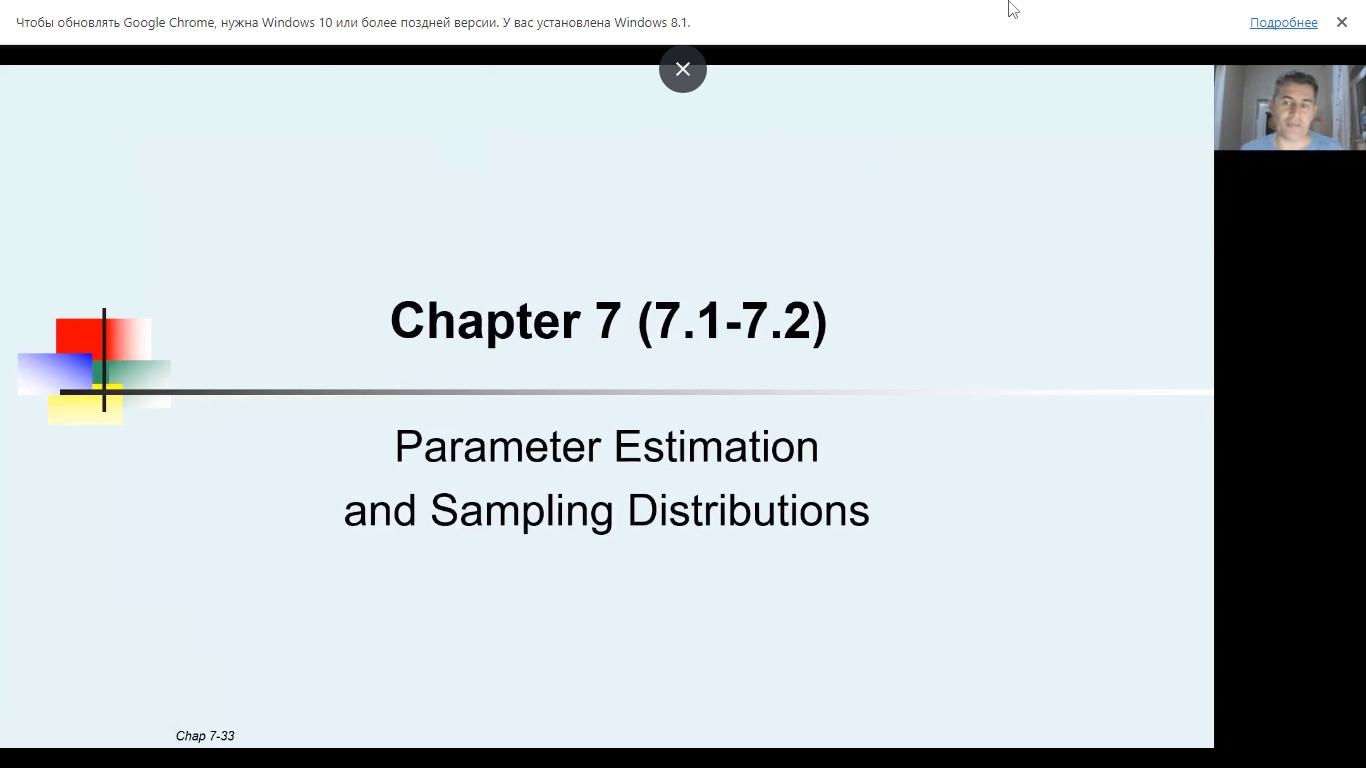 Чтобы обновлять Google Chrome, нужна Windows 10 или более поздней версии. У вас установлена Windows 8.1.
Подробнее
Chapter 7 (7.1-7.2)
Parameter Estimation
and Sampling Distributions
Chap 7-33